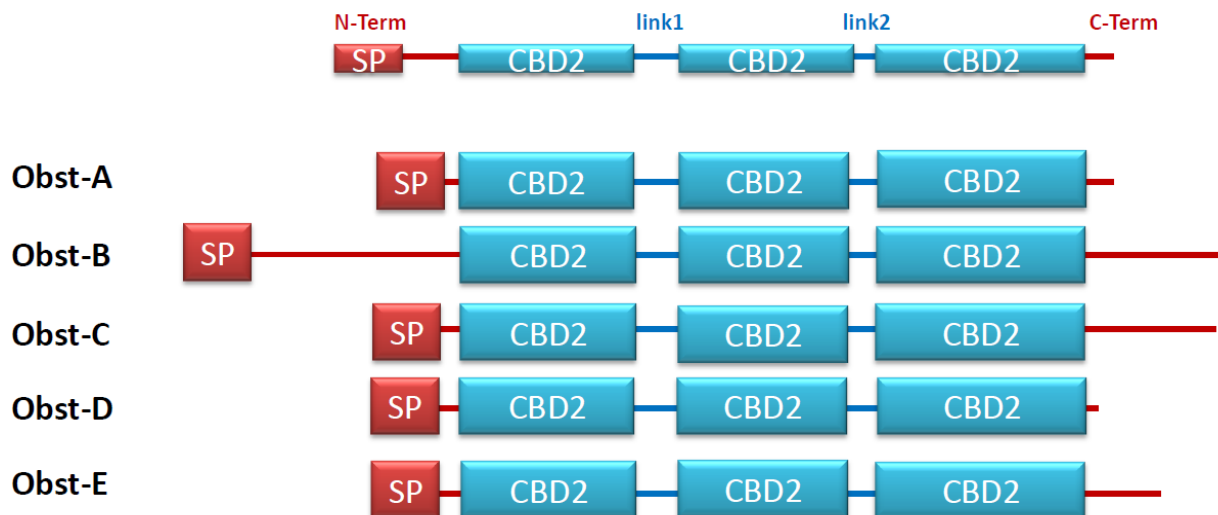 N-Term link1 link2 C-Term
SP CBD2 CBD2 CBD2
Obst-A SP CBD2 CBD2 CBD2
Obst-B SP CBD2 CBD2 CBD2
Obst-C SP CBD2 CBD2 CBD2
Obst-D SP CBD2 CBD2 CBD2
Obst-E SP CBD2 CBD2 CBD2